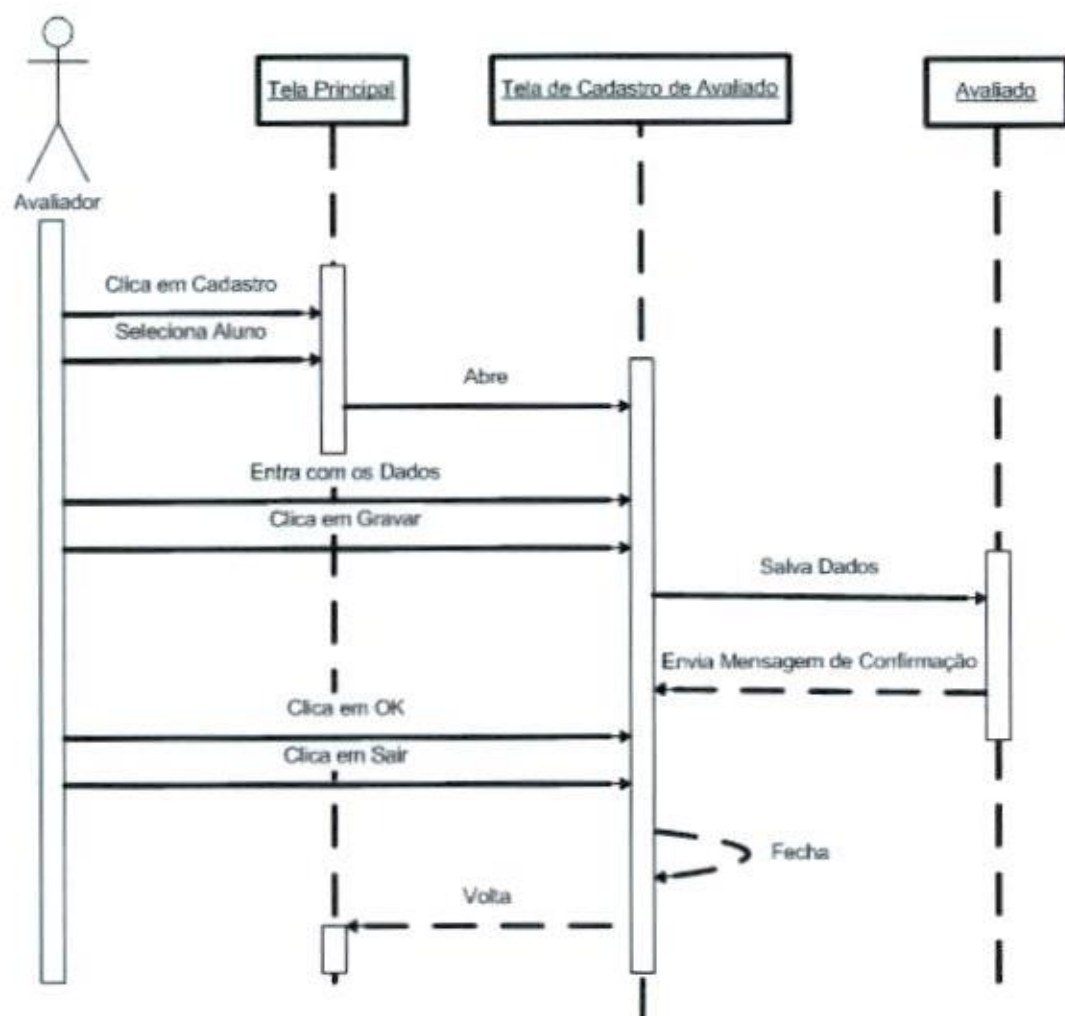 Tela Principal
Tela de Cadastro de Avaliado
Avaliado
Avaliador
Clica em Cadastro
Seleciona Aluno
Abre
Entra com os Dados
Clica em Gravar
Salva Dados
Envia Mensagem de Confirmação
Clica em OK
Clica em Sair
Fecha
Volta